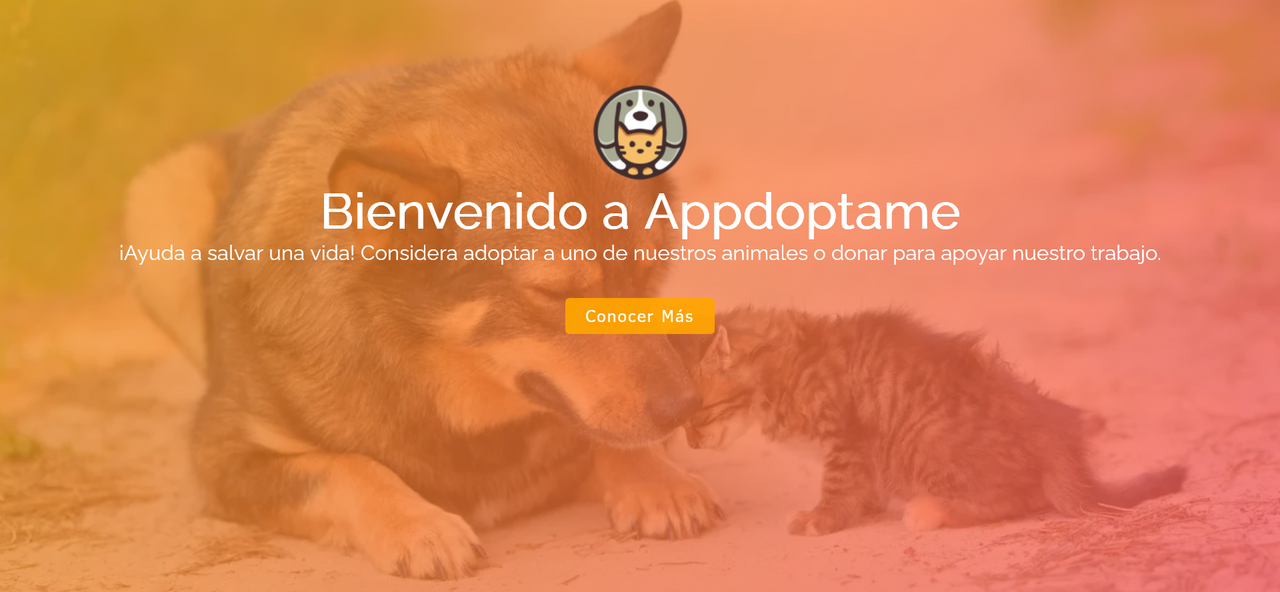 Bienvenido a Appdoptame
¡Ayuda a salvar una vida! Considera adoptar a uno de nuestros animales o donar para apoyar nuestro trabajo.
Conocer Más